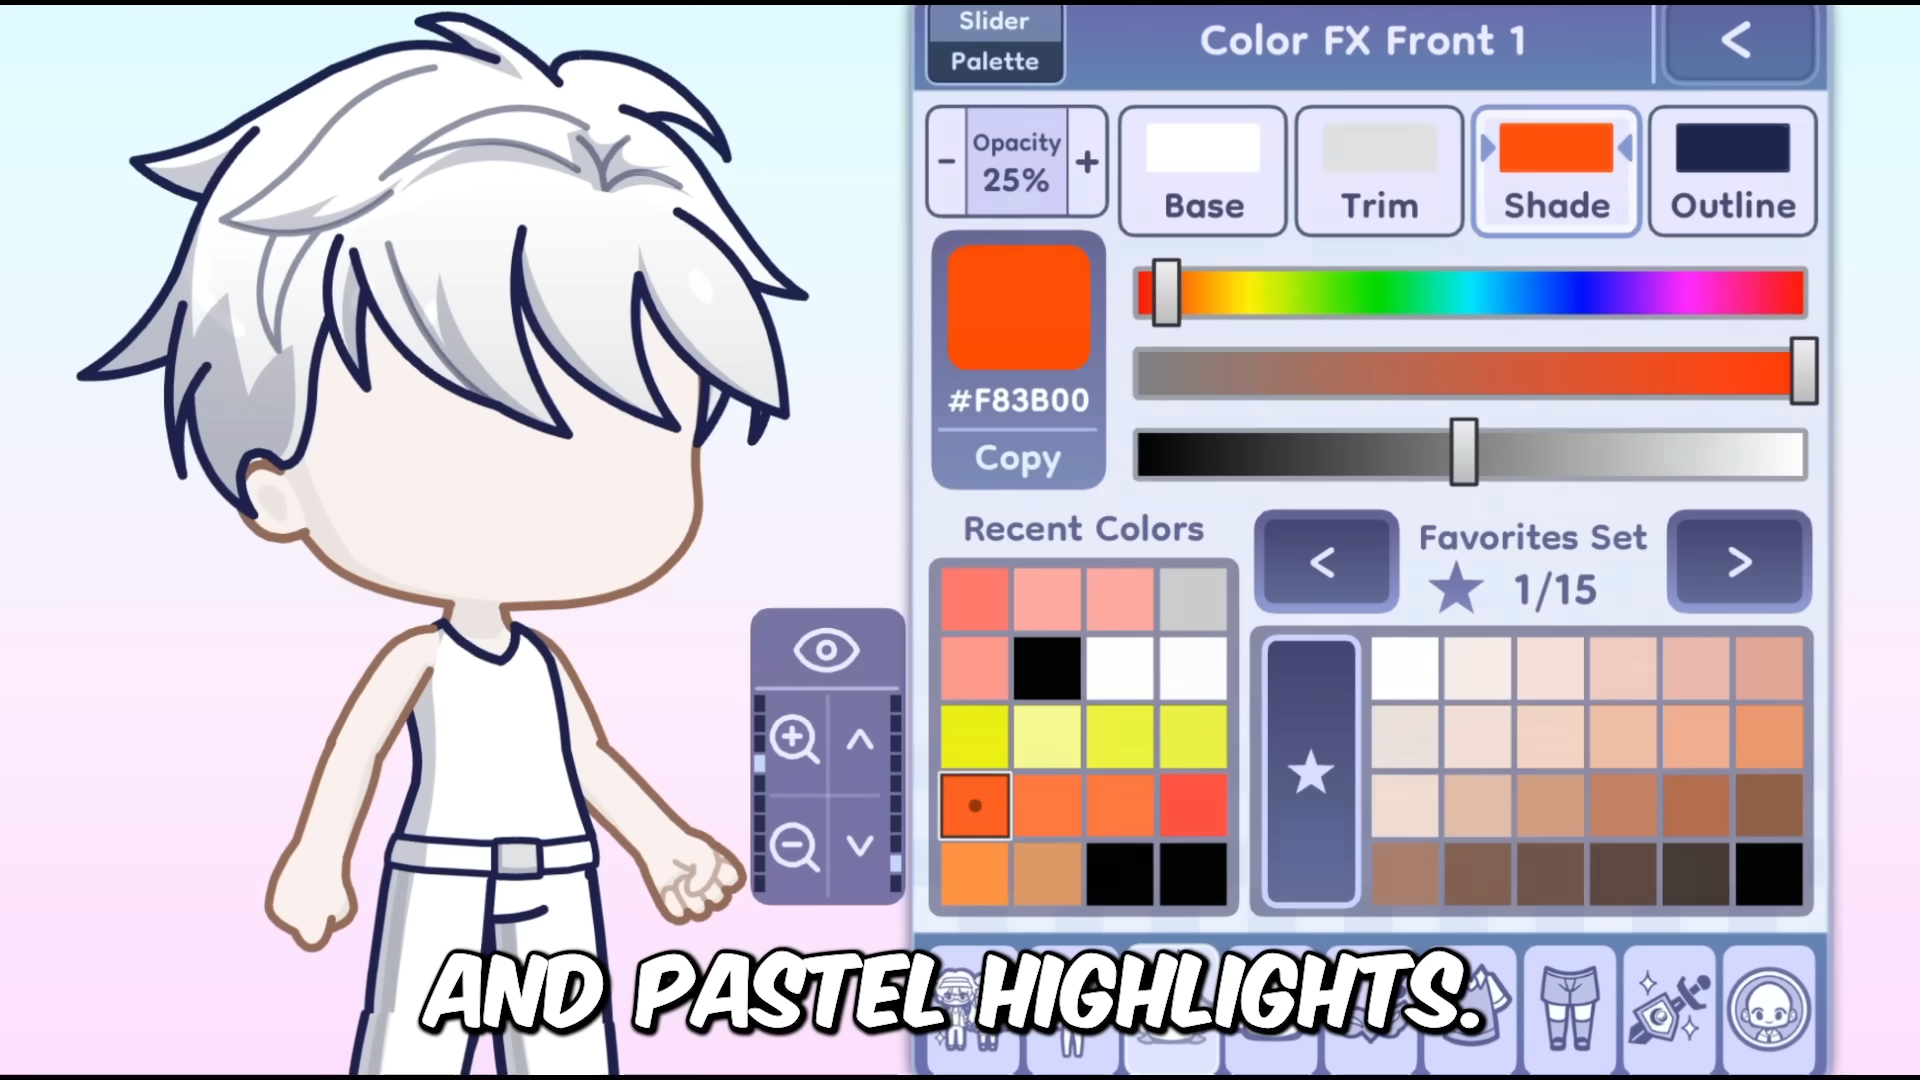 Slider
Palette
Color FX Front 1
<
-
Opacity
25%
+
Base
Trim
Shade
Outline
#F83B00
Copy
Recent Colors
<
Favorites Set
1/15
>
AND PASTEL HIGHLIGHTS.